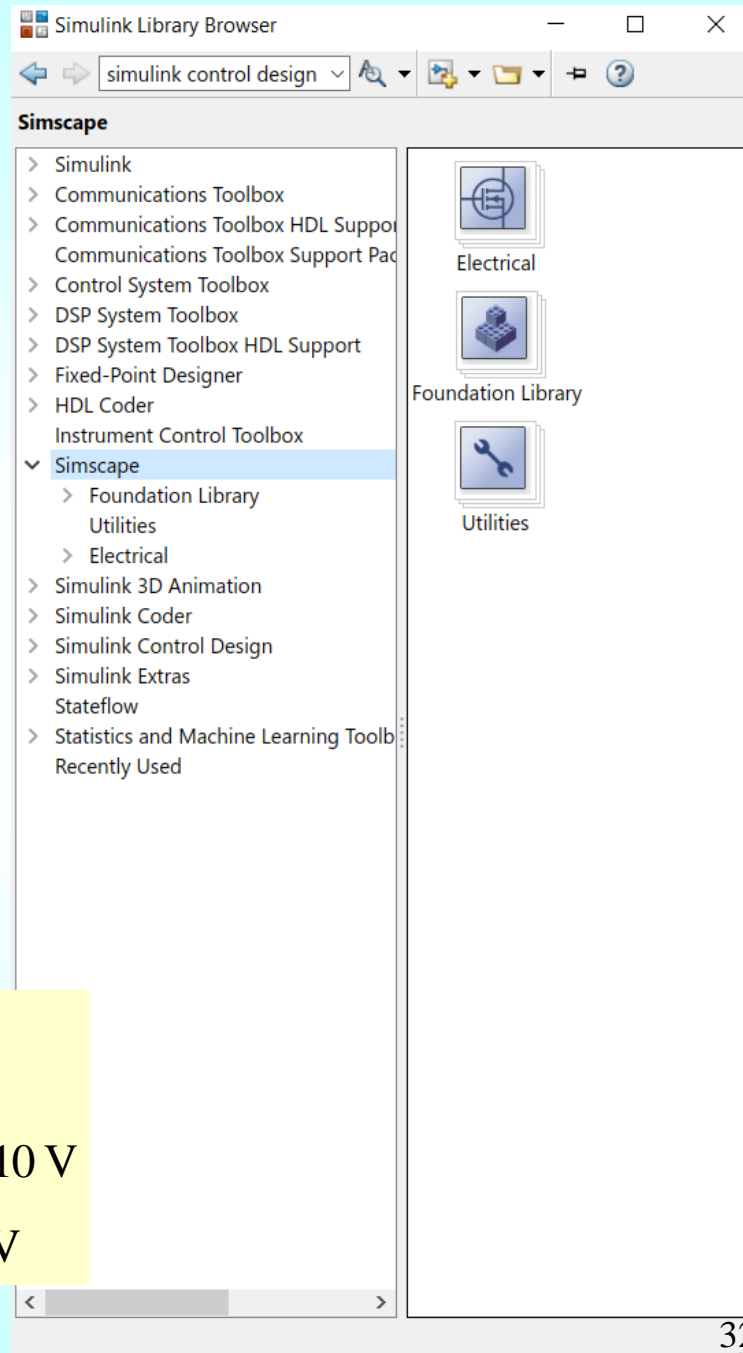 Simulink Library Browser
simulink control design
Simscape
Simulink
Communications Toolbox
Communications Toolbox HDL Suppor
Communications Toolbox Support Pac
Control System Toolbox
DSP System Toolbox
DSP System Toolbox HDL Support
Fixed-Point Designer
HDL Coder
Instrument Control Toolbox
Simscape
Foundation Library
Utilities
Electrical
Simulink 3D Animation
Simulink Coder
Simulink Control Design
Simulink Extras
Stateflow
Statistics and Machine Learning Toolb
Recently Used
Electrical
Foundation Library
Utilities
10 V
V
32